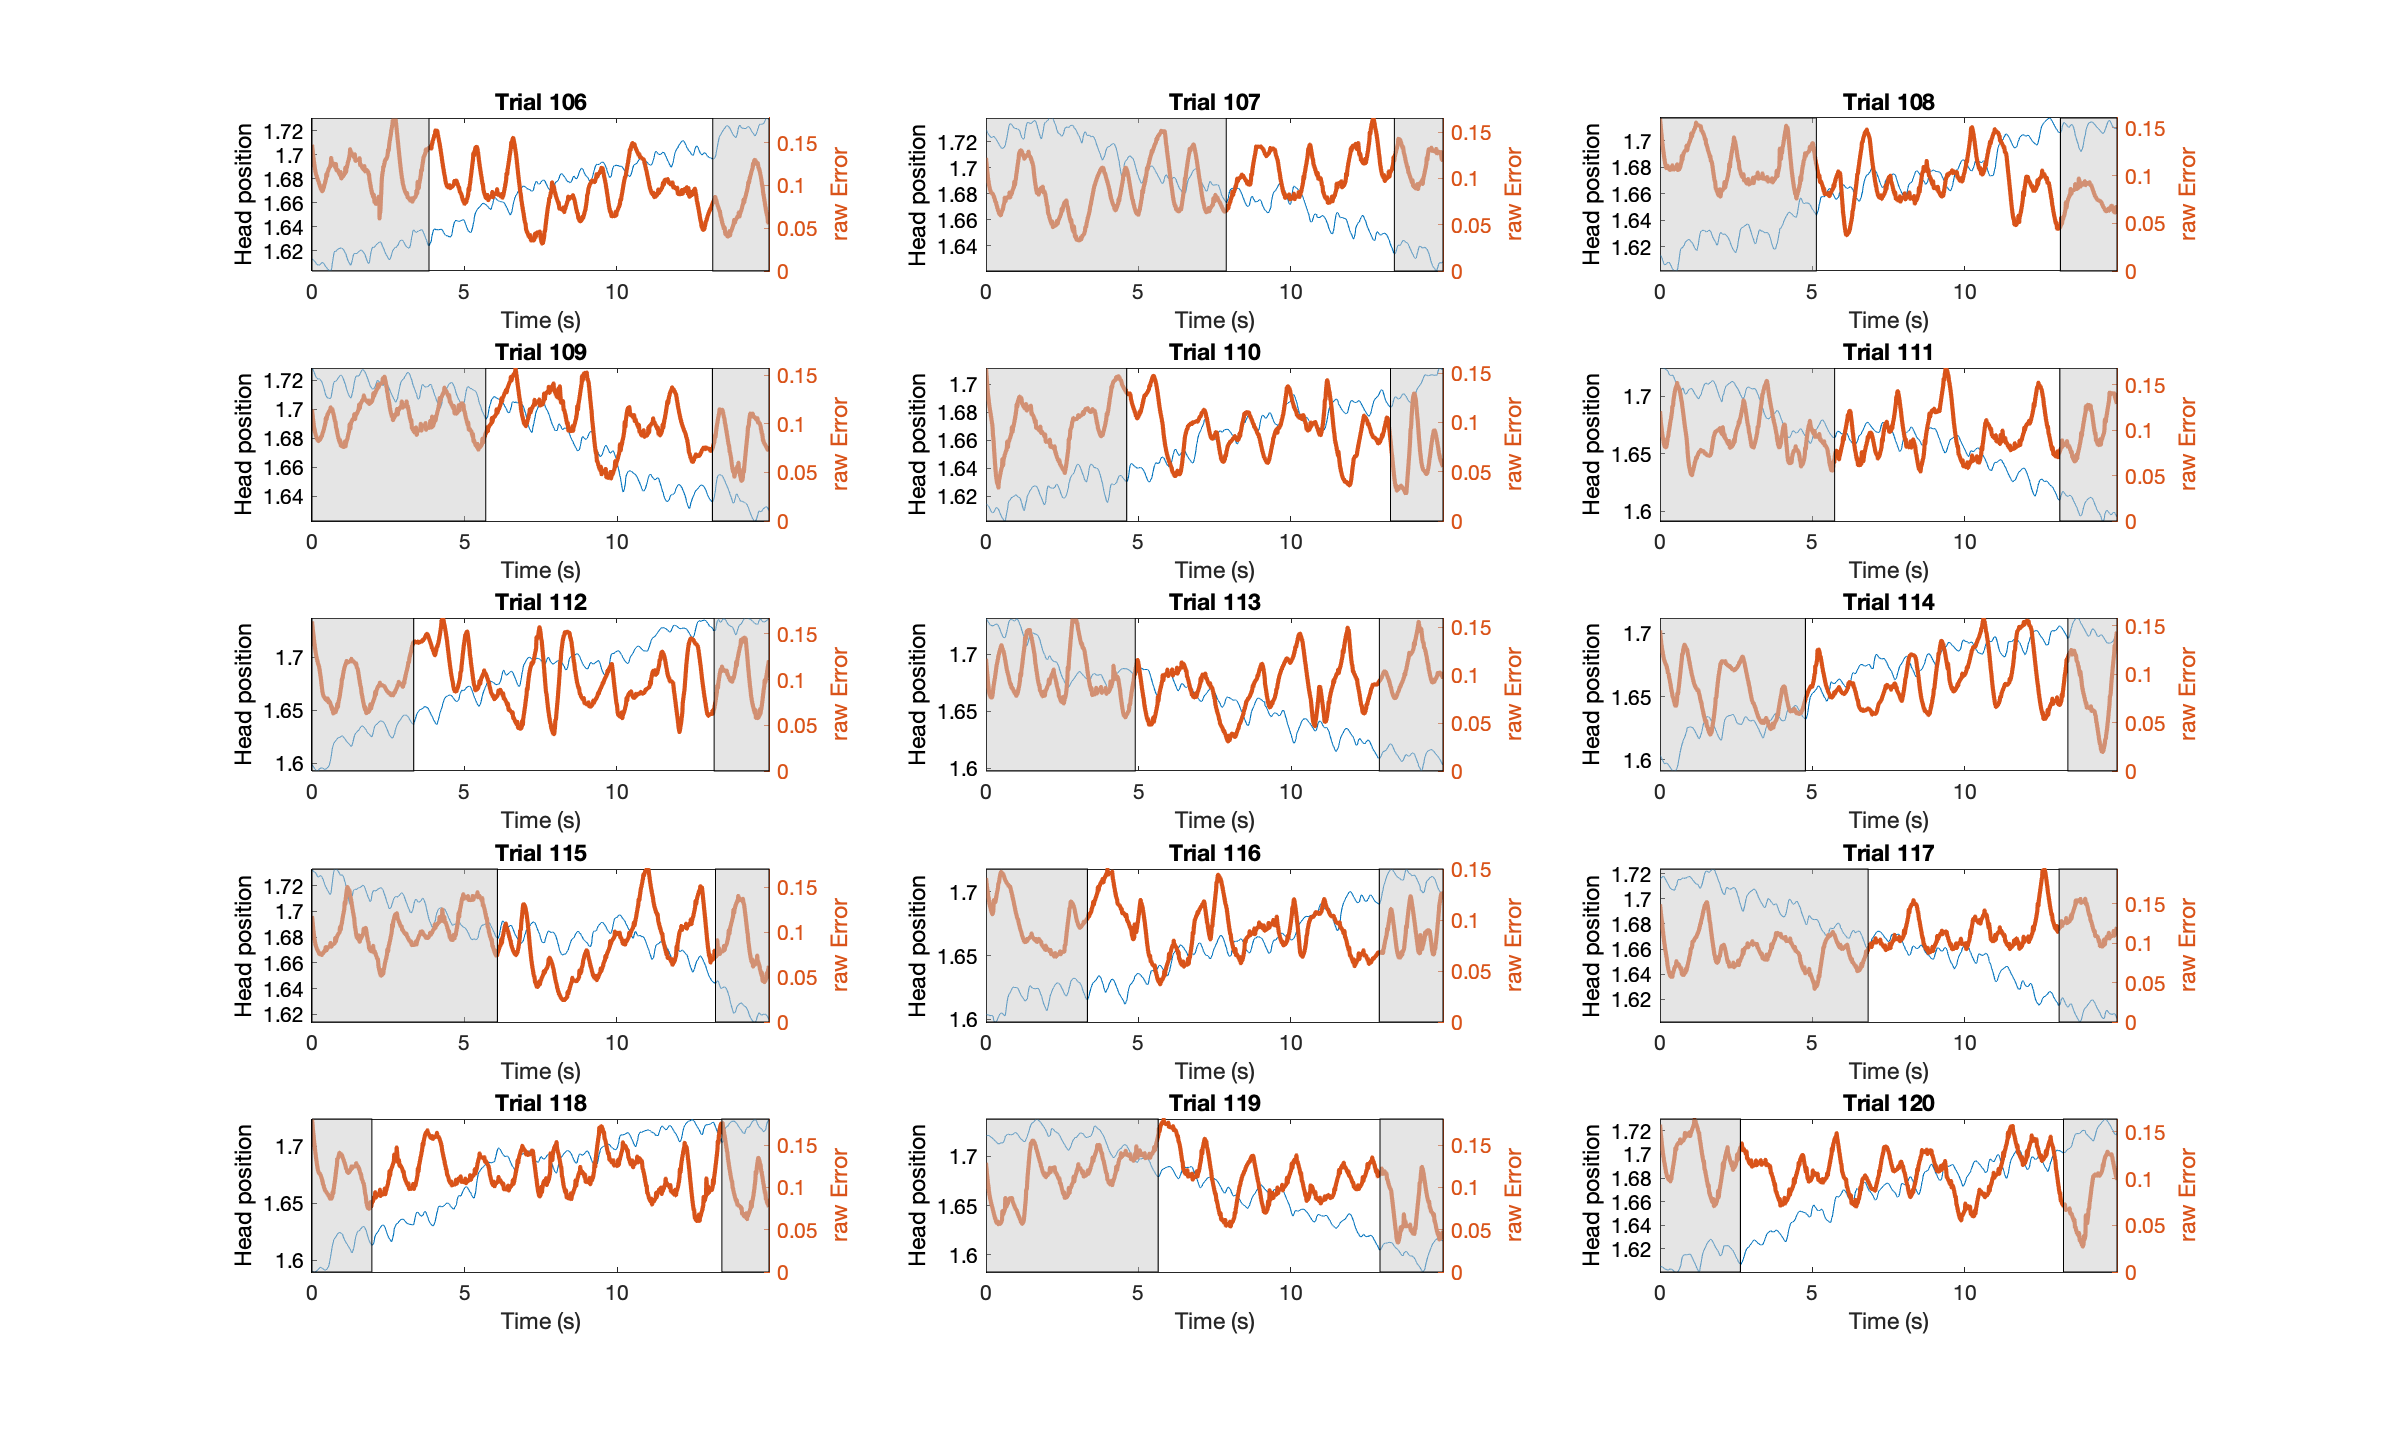 Trial 106
Head position
1.72
1.7
1.68
1.66
1.64
1.62
0.15
0.1
0.05
0
raw Error
0 5 10
Time (s)
Trial 107
Head position
1.72
1.7
1.68
1.66
1.64
0.15
0.1
0.05
0
raw Error
0 5 10
Time (s)
Trial 108
Head position
1.7
1.68
1.66
1.64
1.62
0.15
0.1
0.05
0
raw Error
0 5 10
Time (s)
Trial 109
Head position
1.72
1.7
1.68
1.66
1.64
0.15
0.1
0.05
0
raw Error
0 5 10
Time (s)
Trial 110
Head position
1.7
1.68
1.66
1.64
1.62
0.15
0.1
0.05
0
raw Error
0 5 10
Time (s)
Trial 111
Head position
1.7
1.65
1.6
0.15
0.1
0.05
0
raw Error
0 5 10
Time (s)
Trial 112
Head position
1.7
1.65
1.6
0.15
0.1
0.05
0
raw Error
0 5 10
Time (s)
Trial 113
Head position
1.7
1.65
1.6
0.15
0.1
0.05
0
raw Error
0 5 10
Time (s)
Trial 114
Head position
1.7
1.65
1.6
0.15
0.1
0.05
0
raw Error
0 5 10
Time (s)
Trial 115
Head position
1.72
1.7
1.68
1.66
1.64
1.62
0.15
0.1
0.05
0
raw Error
0 5 10
Time (s)
Trial 116
Head position
1.7
1.65
1.6
0.15
0.1
0.05
0
raw Error
0 5 10
Time (s)
Trial 117
Head position
1.72
1.7
1.68
1.66
1.64
1.62
0.15
0.1
0.05
0
raw Error
0 5 10
Time (s)
Trial 118
Head position
1.7
1.65
1.6
0.15
0.1
0.05
0
raw Error
0 5 10
Time (s)
Trial 119
Head position
1.7
1.65
1.6
0.15
0.1
0.05
0
raw Error
0 5 10
Time (s)
Trial 120
Head position
1.72
1.7
1.68
1.66
1.64
1.62
0.15
0.1
0.05
0
raw Error
0 5 10
Time (s)